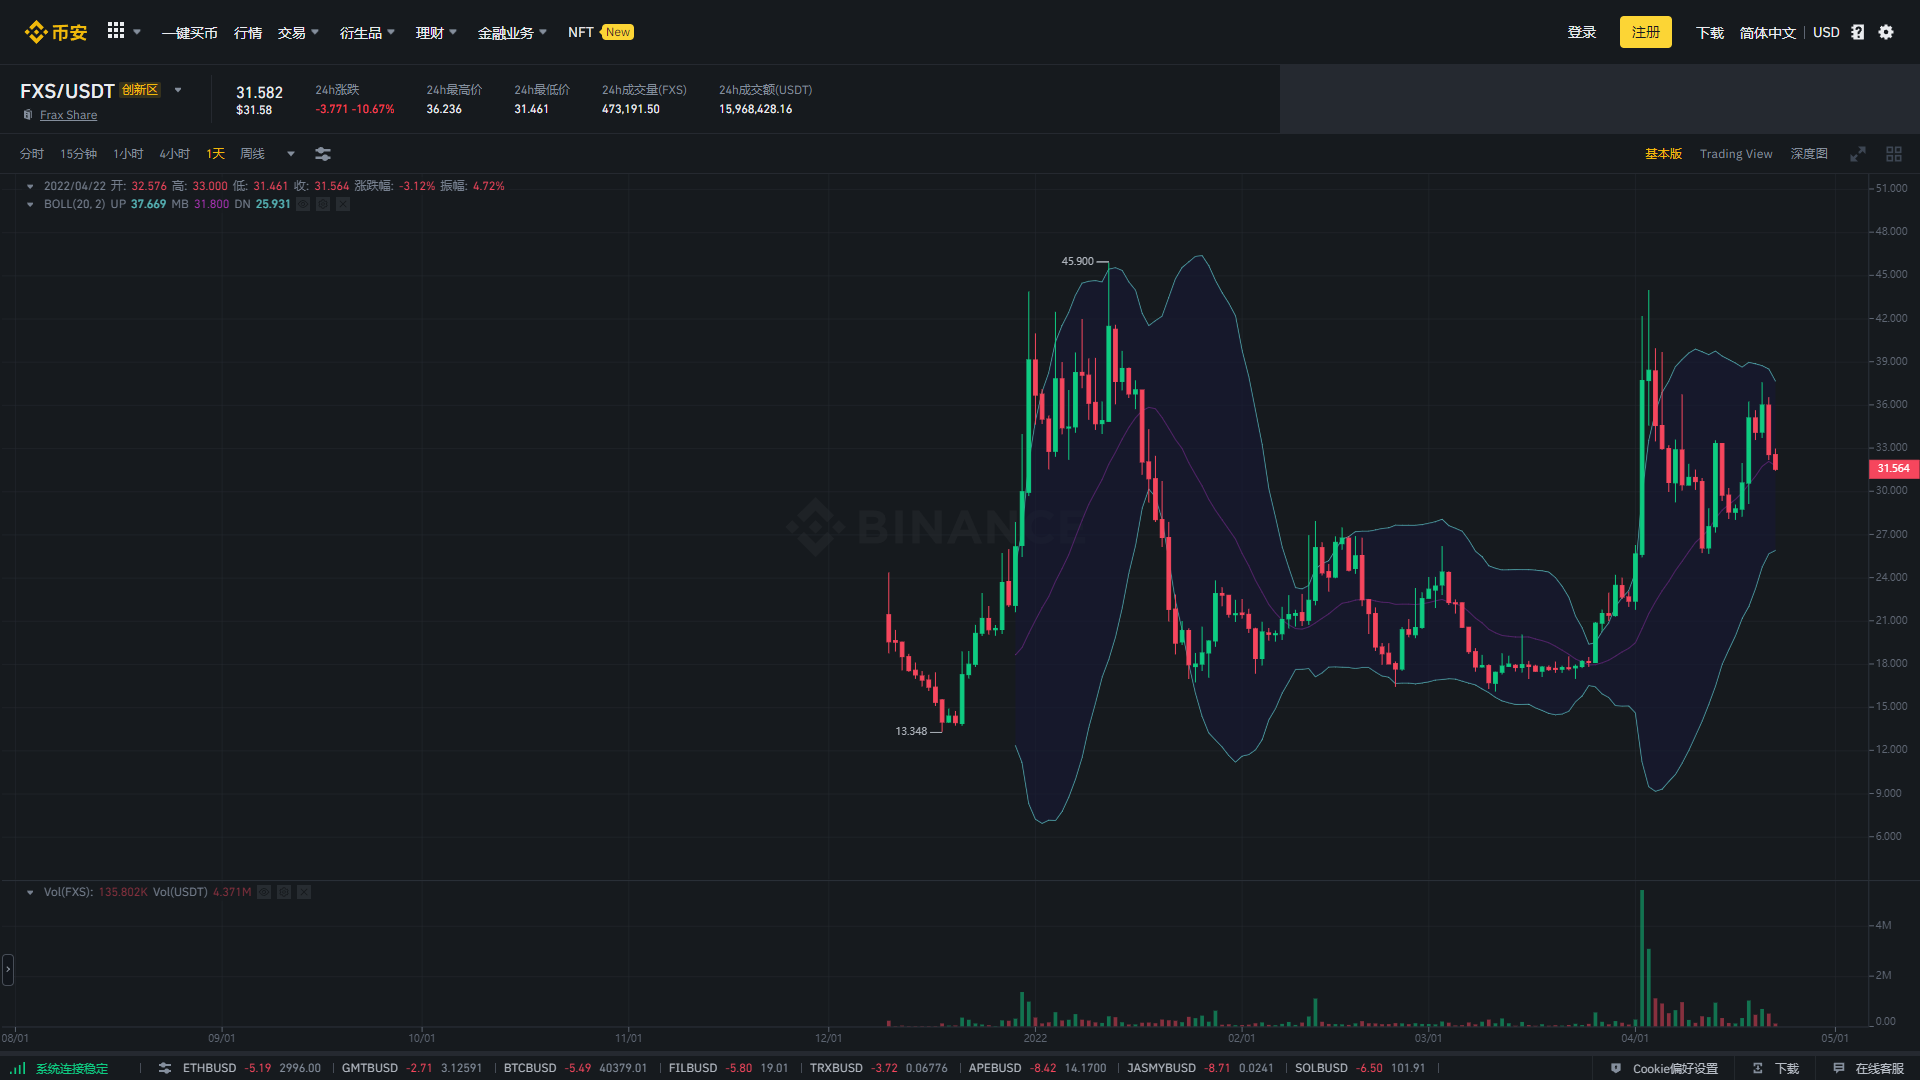 币安 一键买币 行情 交易 衍生品 理财 金融业务 NFT New 登录 注册 下载 简体中文 USD
FXS/USDT 创新区
Frax Share
31.582
$31.58
24h涨跌
-3.771 -10.67%
24h最高价
36.236
24h最低价
31.461
24h成交量(FXS)
473,191.50
24h成交额(USDT)
15,968,428.16
分时 15分钟 1小时 4小时 1天 周线 基本版 Trading View 深度图
2022/04/22 开: 32.576 高: 33.000 低: 31.461 收: 31.564 涨跌幅: -3.12% 振幅: 4.72%
BOLL(20, 2) UP 37.669 MB 31.800 DN 25.931
51.000
48.000
45.000
42.000
39.000
36.000
33.000
31.564
30.000
27.000
24.000
21.000
18.000
15.000
12.000
9.000
6.000
45.900
BINANCE
13.348
Vol(FXS): 135.802K Vol(USDT) 4.371M
4M
2M
0.00
08/01 09/01 10/01 11/01 12/01 2022 02/01 03/01 04/01 05/01
系统连接稳定 ETHBUSD -5.19 2996.00 GMTBUSD -2.71 3.12591 BTCBUSD -5.49 40379.01 FILBUSD -5.80 19.01 TRXBUSD -3.72 0.06776 APEBUSD -8.42 14.1700 JASMYBUSD -8.71 0.0241 SOLBUSD -6.50 101.91 Cookie偏好设置 下载 在线客服